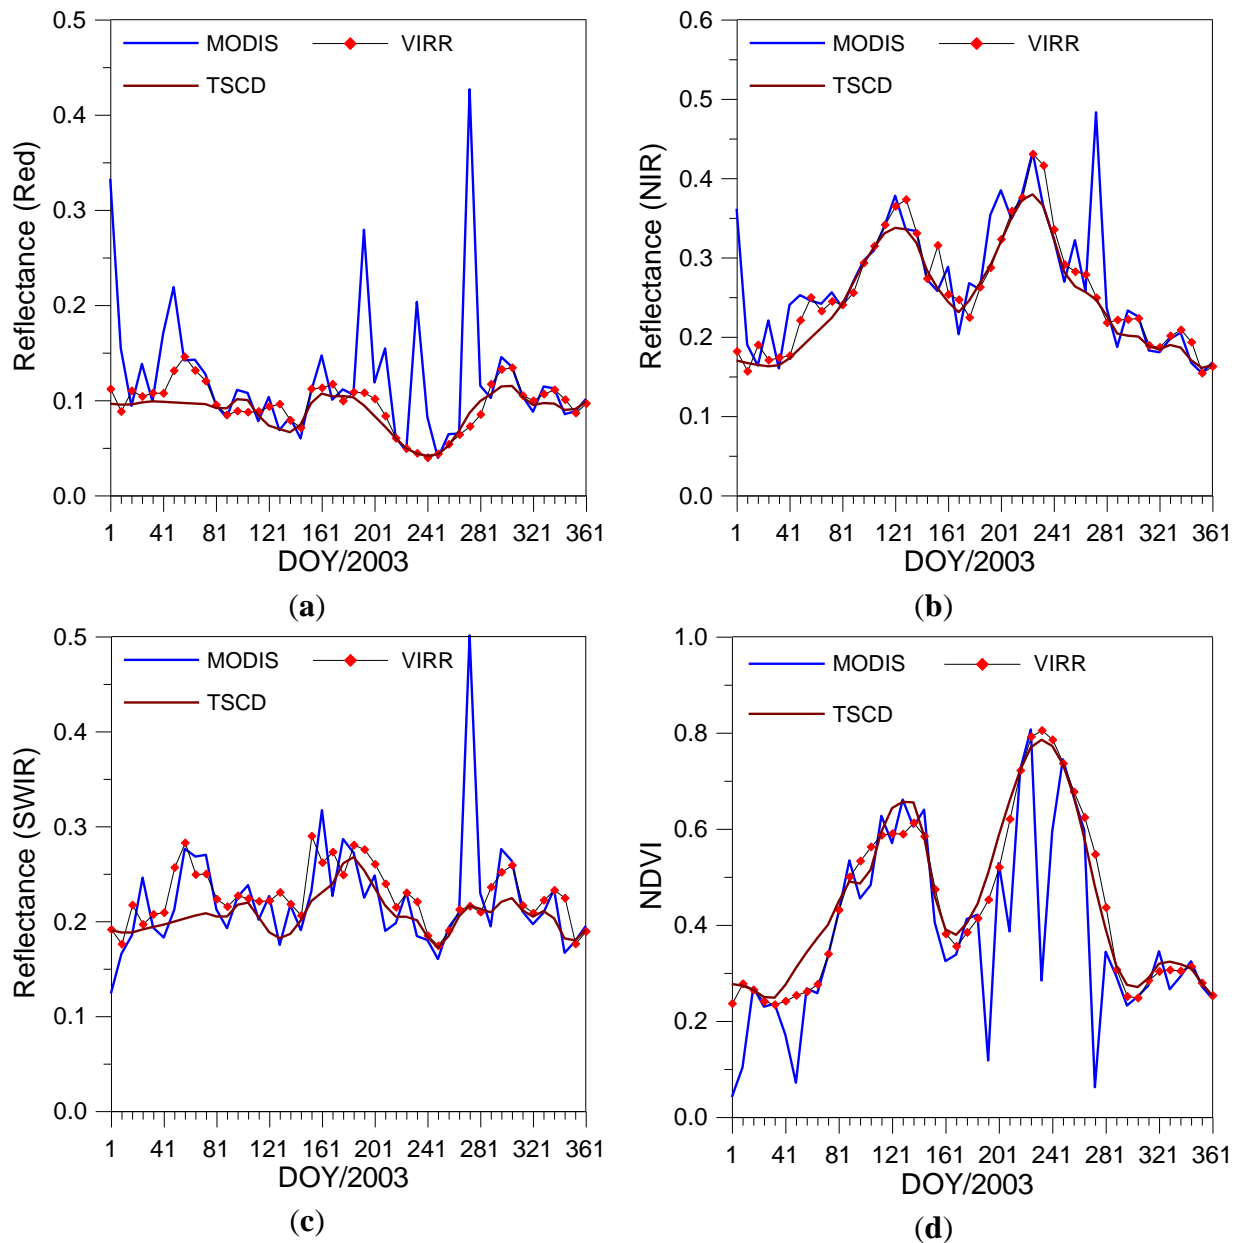 0.5
0.4
0.3
0.2
0.1
0.0
Reflectance (Red)
MODIS VIRR
TSCD
1 41 81 121 161 201 241 281 321 361
DOY/2003
(a)
0.6
0.5
0.4
0.3
0.2
0.1
0.0
Reflectance (NIR)
MODIS VIRR
TSCD
1 41 81 121 161 201 241 281 321 361
DOY/2003
(b)
0.5
0.4
0.3
0.2
0.1
0.0
Reflectance (SWIR)
MODIS VIRR
TSCD
1 41 81 121 161 201 241 281 321 361
DOY/2003
(c)
1.0
0.8
0.6
0.4
0.2
0.0
NDVI
MODIS VIRR
TSCD
1 41 81 121 161 201 241 281 321 361
DOY/2003
(d)